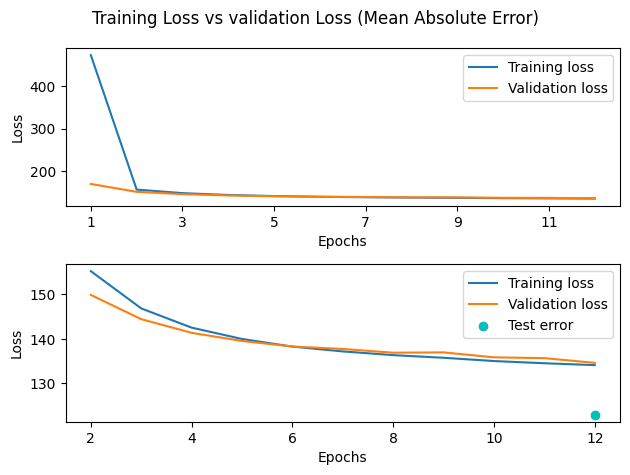 Training Loss vs validation Loss (Mean Absolute Error)
400
300
200
Loss
Training loss
Validation loss
1 3 5 7 9 11
Epochs
150
140
130
Loss
Training loss
Validation loss
Test error
2 4 6 8 10 12
Epochs